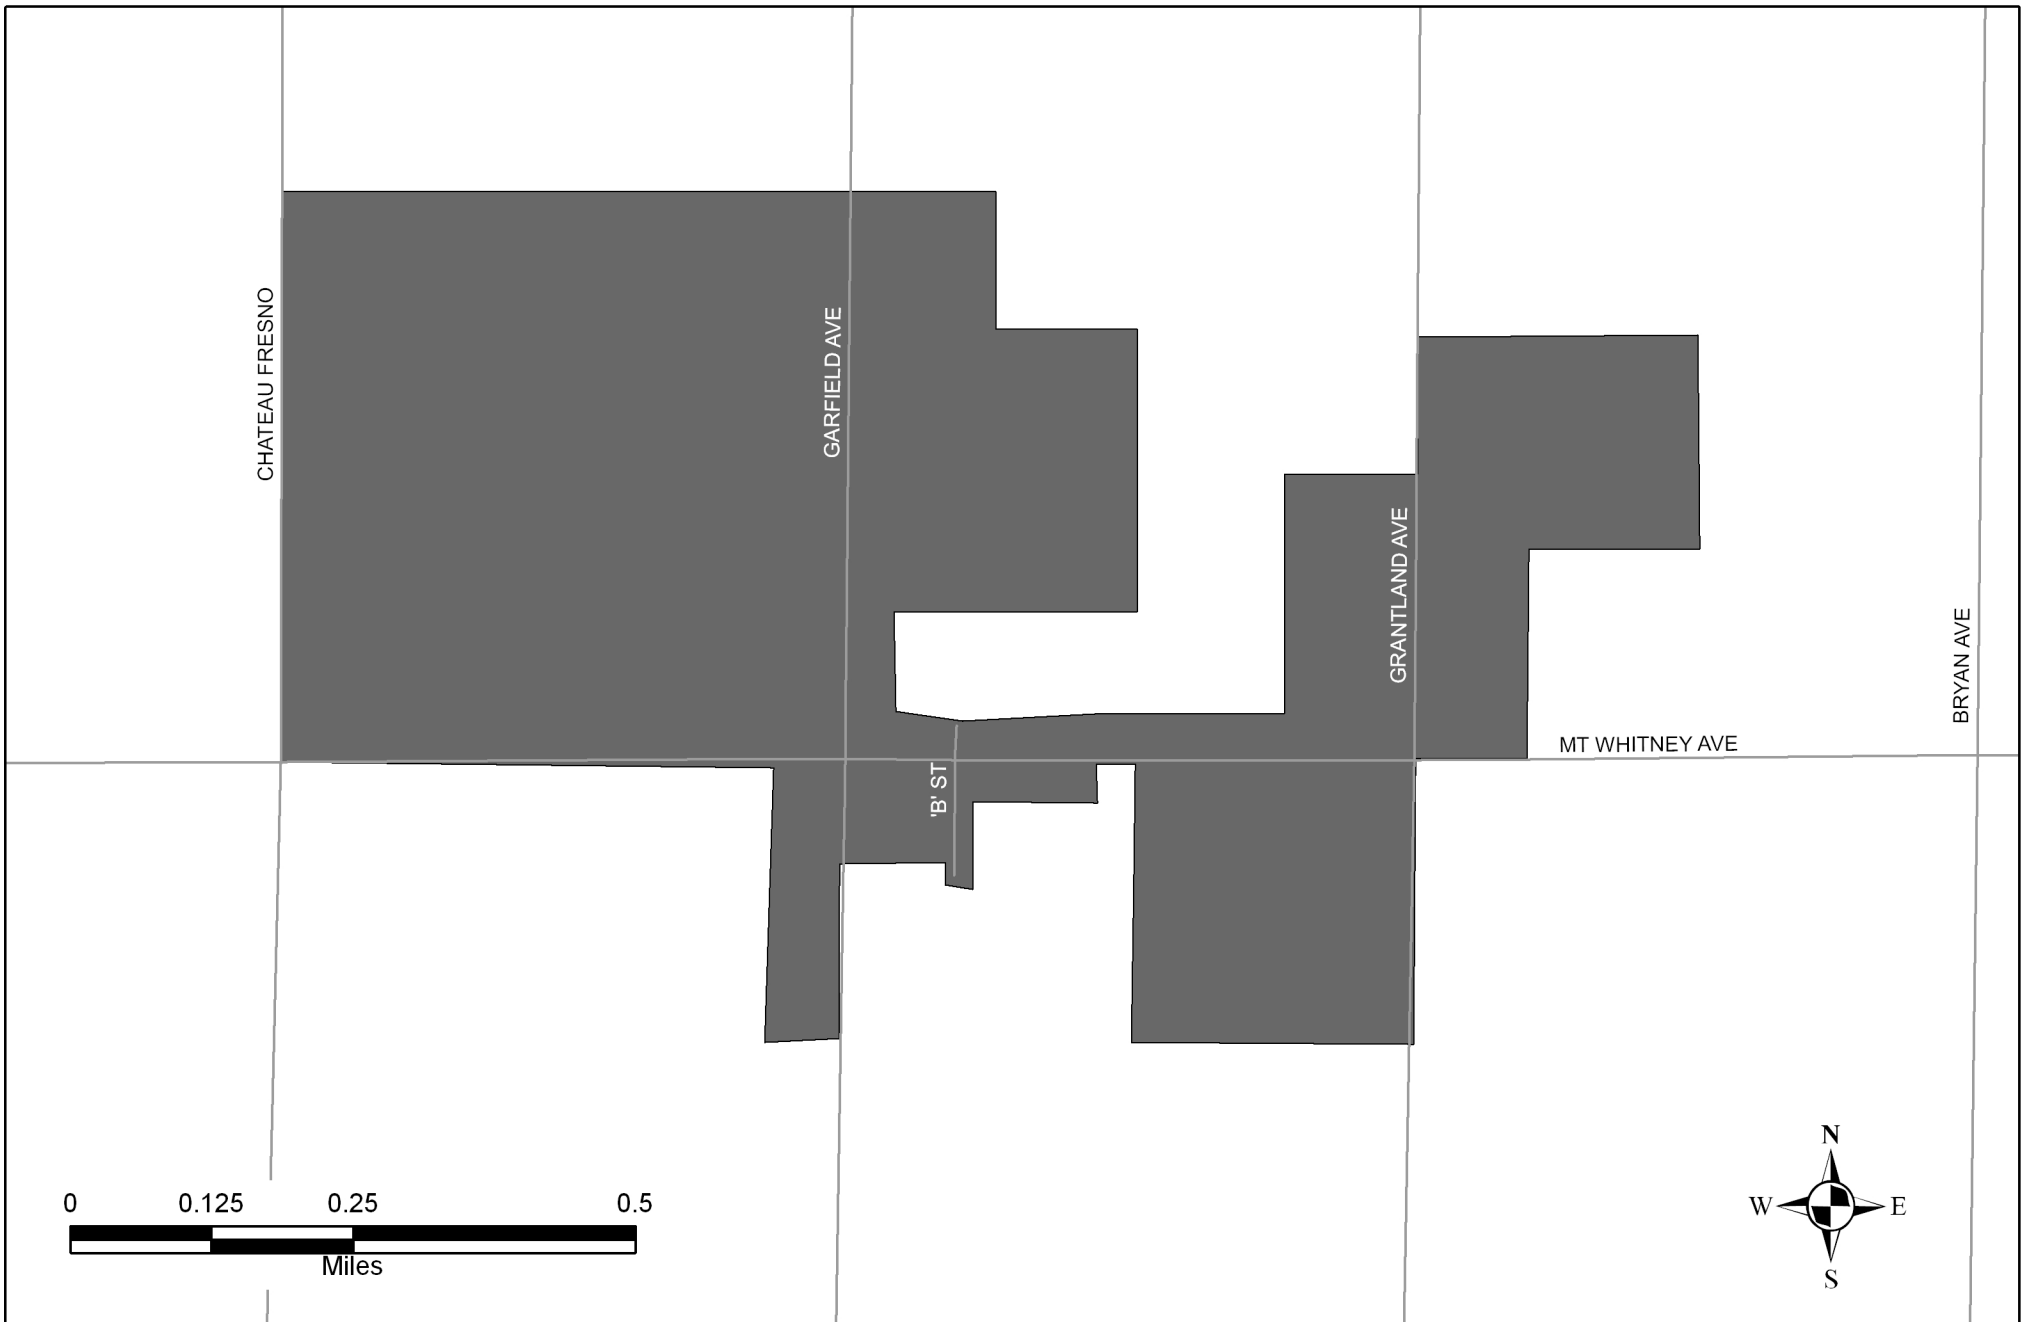 CHATEAU FRESNO
GARFIELD AVE
GRANTLAND AVE
BRYAN AVE
MT WHITNEY AVE
'B' ST
0 0.125 0.25 0.5
Miles
N
W E
S